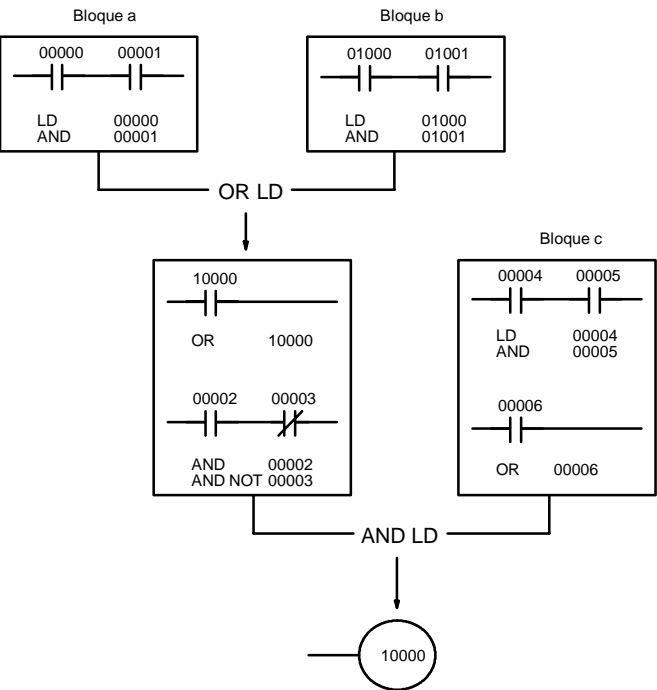 Bloque a
Bloque b
00000 00001
LD 00000
AND 00001
01000 01001
LD 01000
AND 01001
OR LD
10000
OR 10000
00002 00003
AND 00002
AND NOT 00003
Bloque c
00004 00005
LD 00004
AND 00005
00006
OR 00006
AND LD
10000